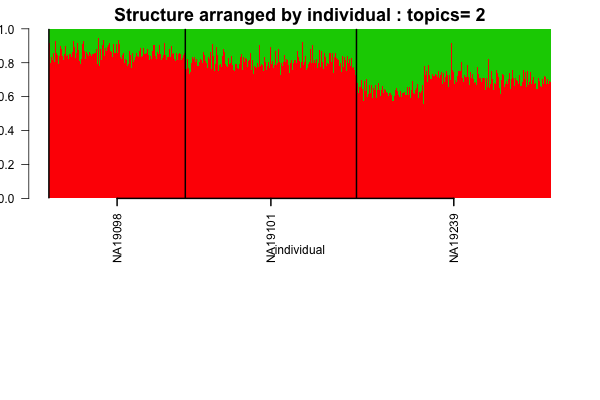 Structure arranged by individual : topics= 2
1.0
0.8
0.6
0.4
0.2
0.0
NA19098
NA19101
NA19239
individual